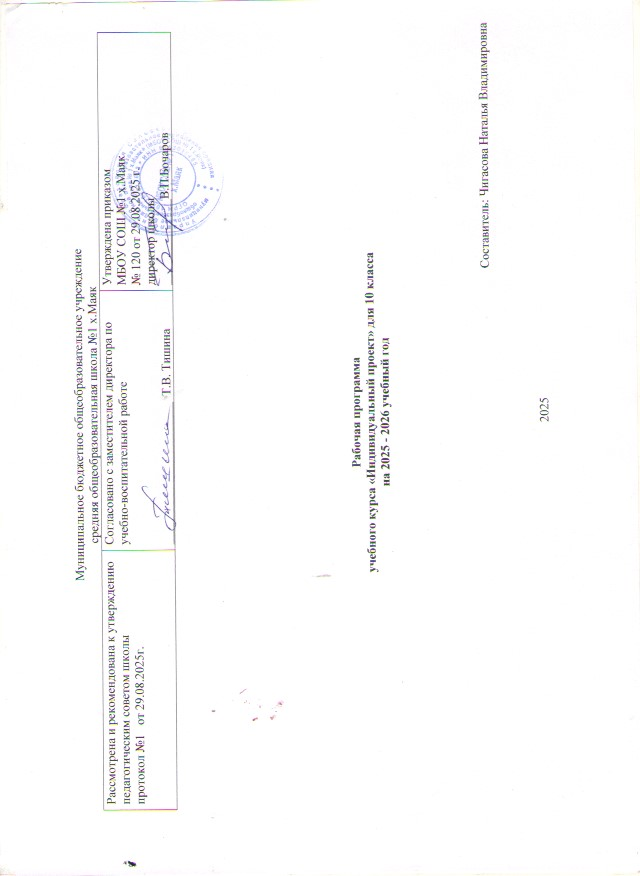 Муниципальное бюджетное общеобразовательное учреждение
средняя общеобразовательная школа №1 х.Маяк
Рассмотрена и рекомендована к утверждению
педагогическим советом школы
протокол №1 от 29.08.2025г.
Согласовано с заместителем директора по
учебно-воспитательной работе
Т.В. Тишина
Утверждена приказом
МБОУ СОШ №1 х.Маяк
№ 120 от 29.08.2025 г.
директор школы
В.П.Бочаров
х.Маяк
Рабочая программа
учебного курса «Индивидуальный проект» для 10 класса
на 2025 - 2026 учебный год
Составитель: Чигасова Наталья Владимировна
2025